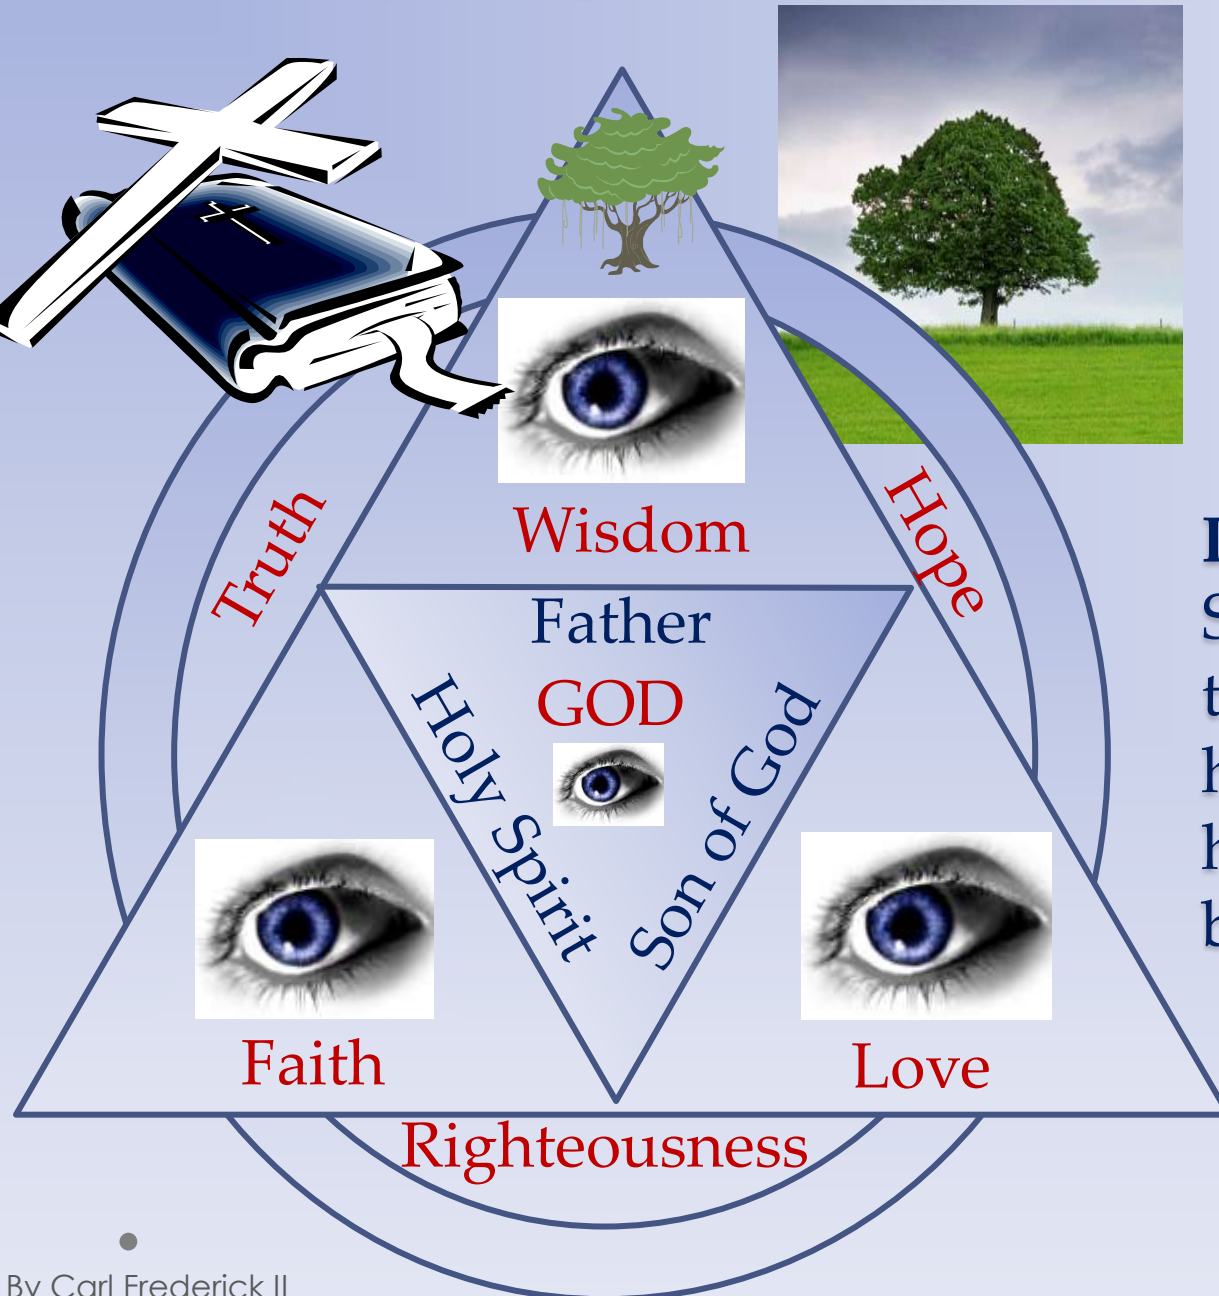 Truth
Wisdom
Hope
Father
GOD
Holy Spirit
Son of God
Faith
Love
Righteousness
By Carl Frederick II